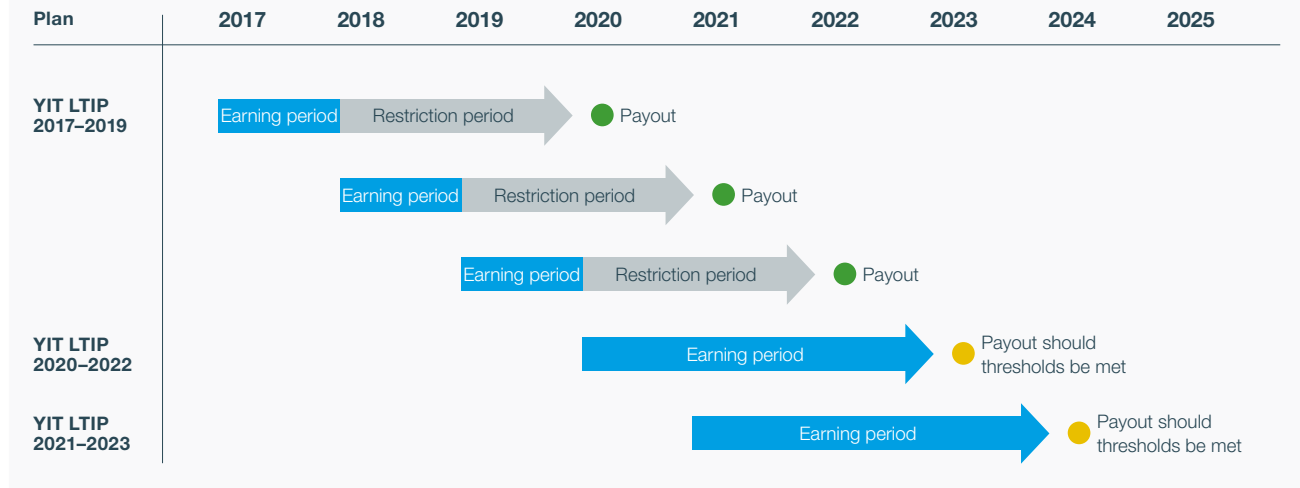 Plan 2017 2018 2019 2020 2021 2022 2023 2024 2025
YIT LTIP
2017–2019
Earning period Restriction period Payout
Earning period Restriction period Payout
Earning period Restriction period Payout
YIT LTIP
2020–2022
Earning period
Payout should
thresholds be met
YIT LTIP
2021–2023
Earning period
Payout should
thresholds be met